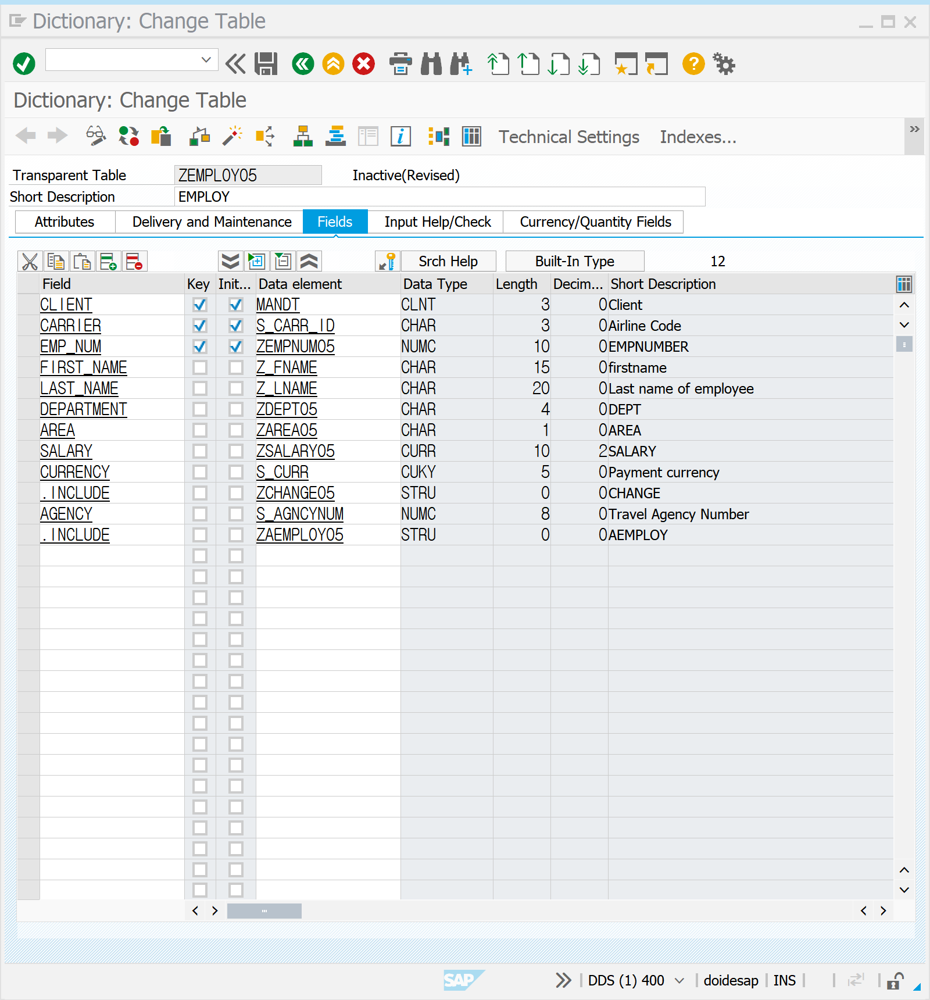 Dictionary: Change Table
Dictionary: Change Table
Technical Settings Indexes...
Transparent Table ZEMPLOY05 Inactive(Revised)
Short Description EMPLOY
Attributes Delivery and Maintenance Fields Input Help/Check Currency/Quantity Fields
Srch Help Built-In Type 12
Field Key Init... Data element Data Type Length Decim... Short Description
CLIENT MANDT CLNT 3 0 Client
CARRIER S_CARR_ID CHAR 3 0 Airline Code
EMP_NUM ZEMPNUM05 NUMC 10 0 EMPNUMBER
FIRST_NAME Z_FNAME CHAR 15 0 firstname
LAST_NAME Z_LNAME CHAR 20 0 Last name of employee
DEPARTMENT ZDEPT05 CHAR 4 0 DEPT
AREA ZAREA05 CHAR 1 0 AREA
SALARY ZSALARY05 CURR 10 2 SALARY
CURRENCY S_CURR CUKY 5 0 Payment currency
.INCLUDE ZCHANGE05 STRU 0 0 CHANGE
AGENCY S_AGNCYNUM NUMC 8 0 Travel Agency Number
.INCLUDE ZAEMPLOY05 STRU 0 0 AEMPLOY
SAP DDS (1) 400 doidesap INS